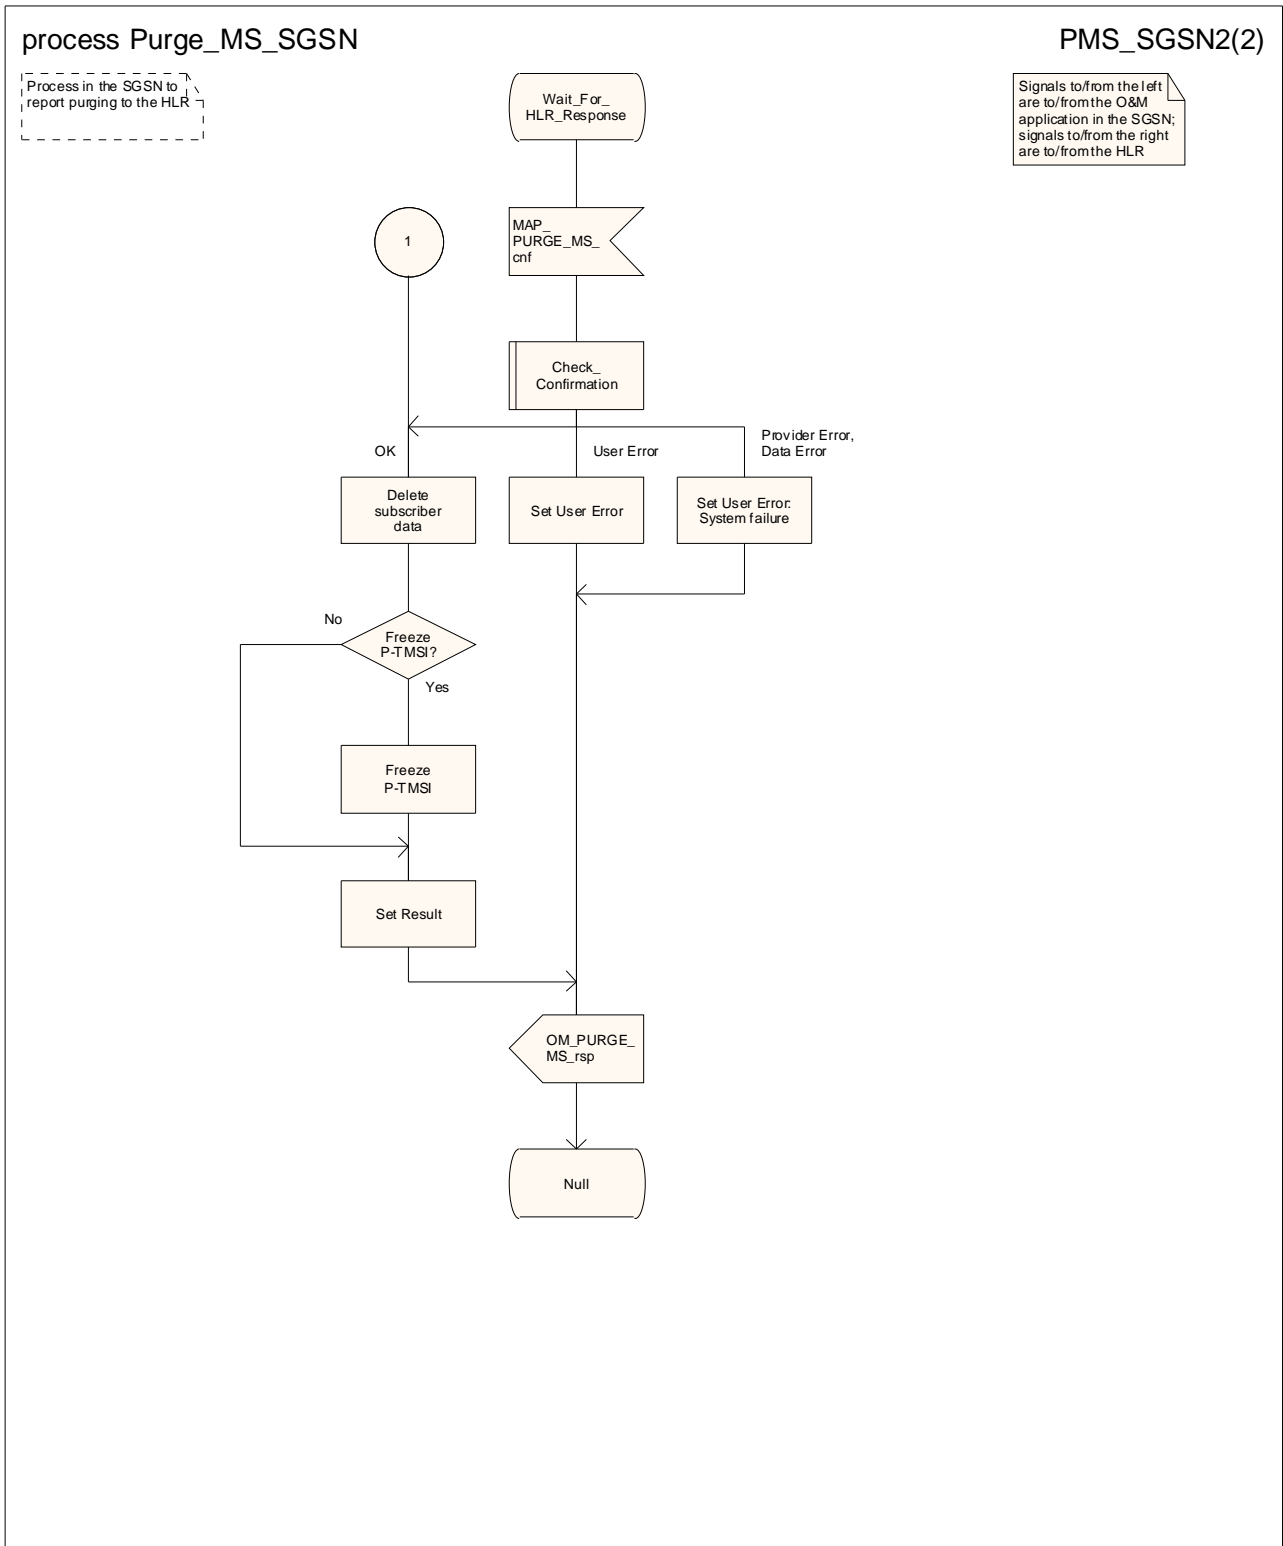 process Purge_MS_SGSN
PMS_SGSN2(2)
Process in the SGSN to
report purging to the HLR
Wait_For_
HLR_Response
Signals to/from the left
are to/from the O&M
application in the SGSN;
signals to/from the right
are to/from the HLR
1
MAP_
PURGE_MS_
cnf
Check_
Confirmation
OK
User Error
Provider Error,
Data Error
Delete
subscriber
data
Set User Error
Set User Error:
System failure
No
Freeze
P-TMSI?
Yes
Freeze
P-TMSI
Set Result
OM_PURGE_
MS_rsp
Null